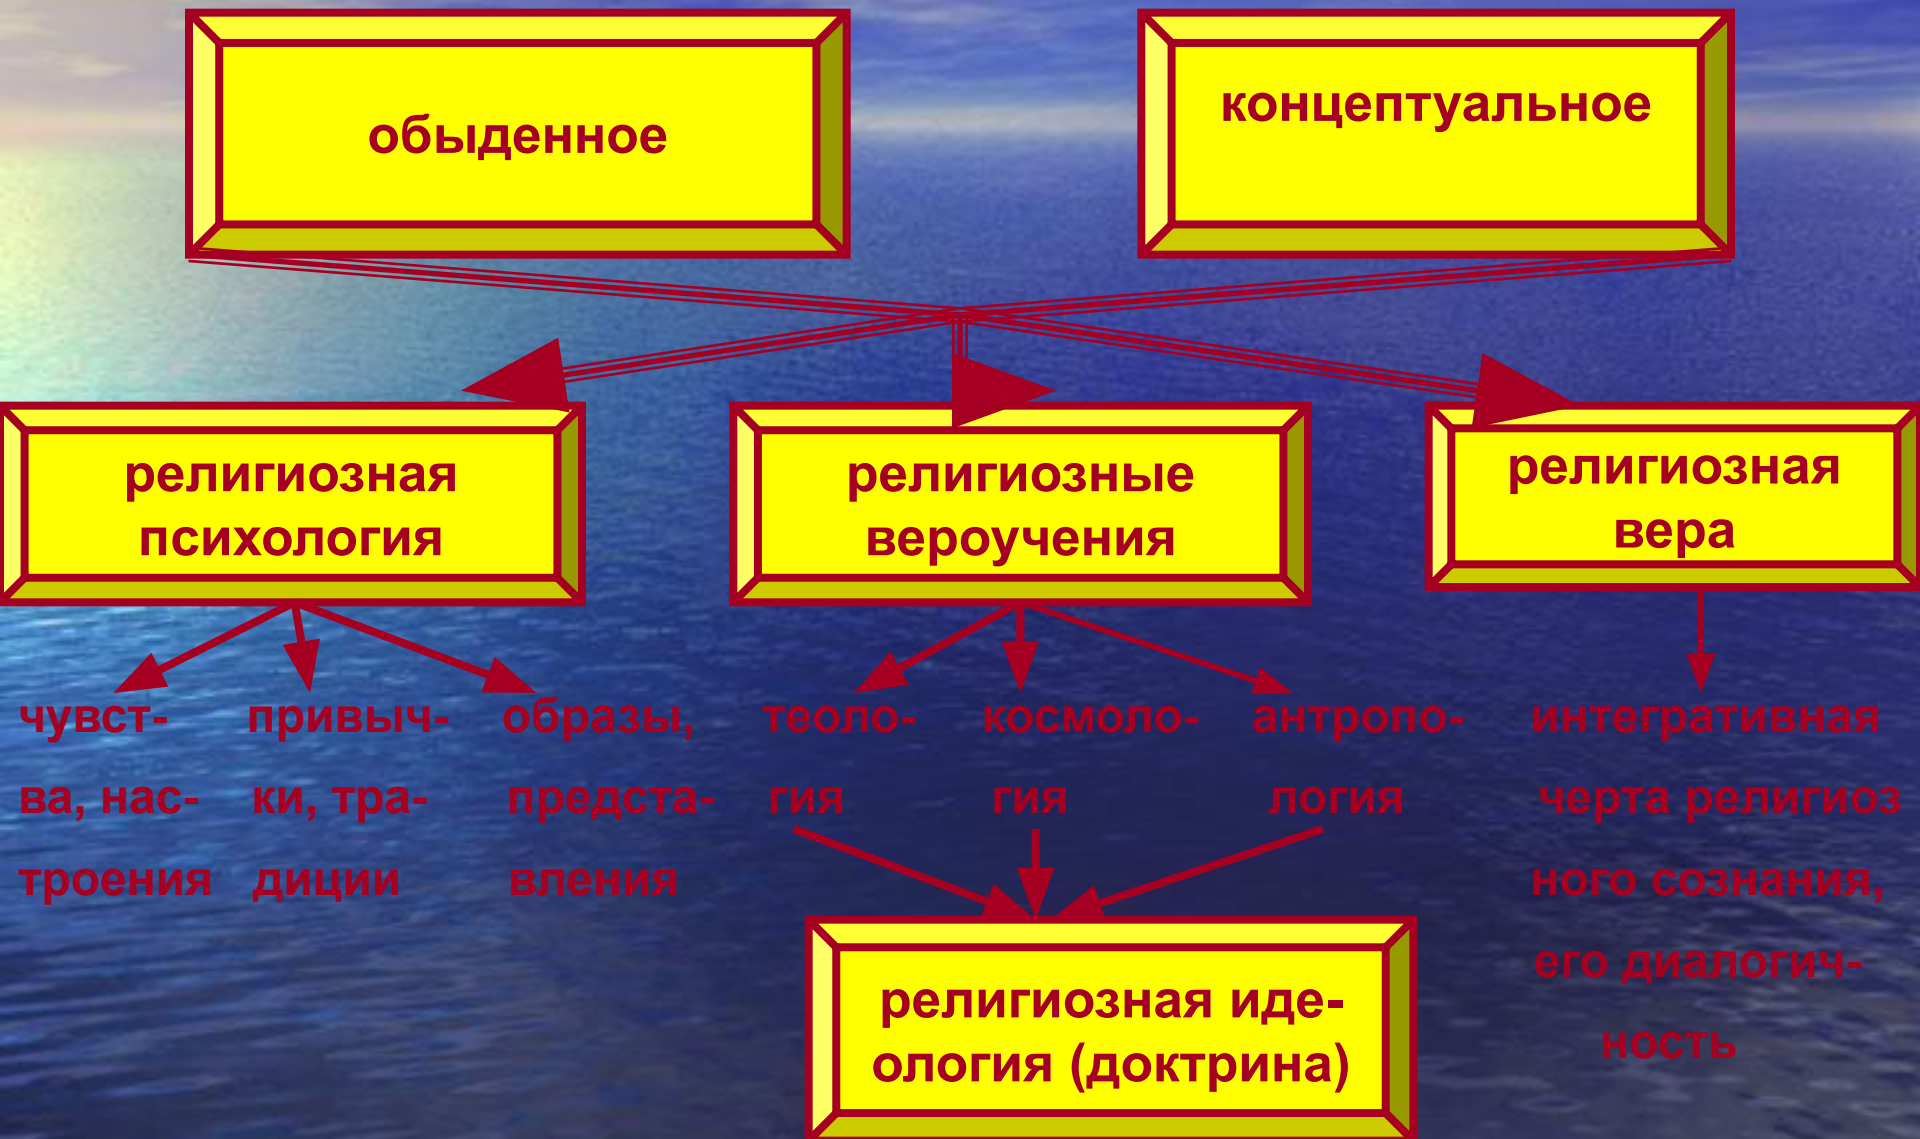 обыденное
концептуальное
религиозная
психология
религиозные
вероучения
религиозная
вера
чувст-
ва, нас-
троения
привыч-
ки, тра-
диции
образы,
предста-
вления
теоло-
гия
космоло-
гия
антропо-
логия
интегративная
черта религиоз
ного сознания,
его диалогич-
ность
религиозная иде-
ология (доктрина)